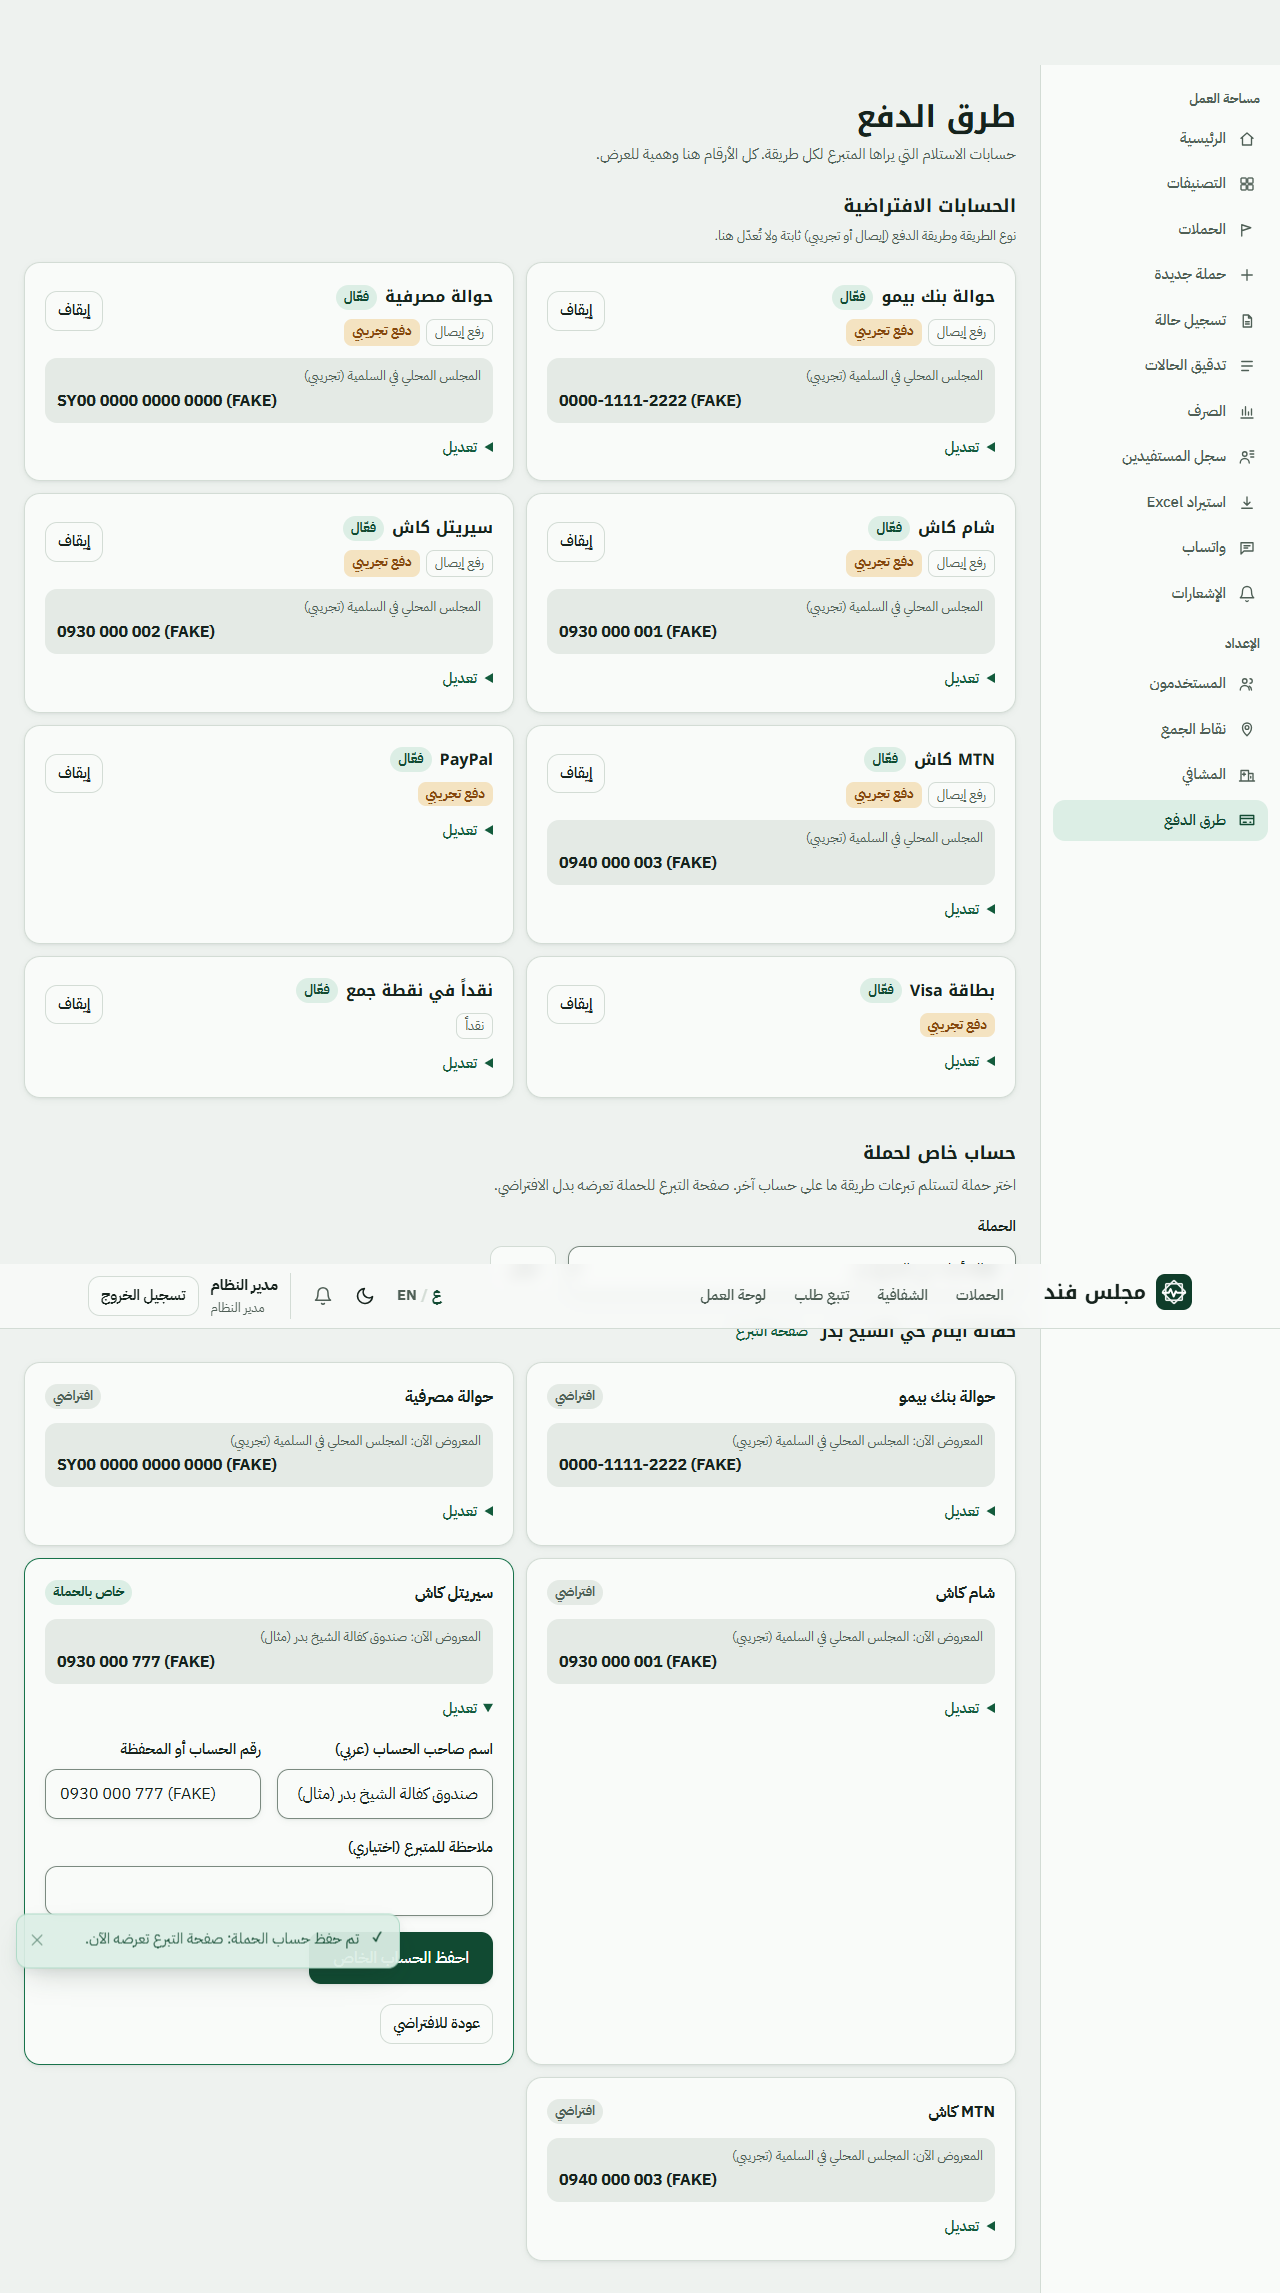 مساحة العمل
الرئيسية
التصنيفات
الحملات
حملة جديدة
تسجيل حالة
تدقيق الحالات
الصرف
سجل المستفيدين
استيراد Excel
واتساب
الإشعارات
الإعداد
المستخدمون
نقاط الجمع
المشافي
طرق الدفع
طرق الدفع
حسابات الاستلام التي يراها المتبرع لكل طريقة. كل الأرقام هنا وهمية للعرض.
الحسابات الافتراضية
نوع الطريقة وطريقة الدفع (إيصال أو تجريبي) ثابتة ولا تُعدّل هنا.
حوالة بنك بيمو فعّال إيقاف
رفع إيصال دفع تجريبي
المجلس المحلي في السلمية (تجريبي)
0000-1111-2222 (FAKE)
تعديل
حوالة مصرفية فعّال إيقاف
رفع إيصال دفع تجريبي
المجلس المحلي في السلمية (تجريبي)
SY00 0000 0000 0000 (FAKE)
تعديل
شام كاش فعّال إيقاف
رفع إيصال دفع تجريبي
المجلس المحلي في السلمية (تجريبي)
0930 000 001 (FAKE)
تعديل
سيريتل كاش فعّال إيقاف
رفع إيصال دفع تجريبي
المجلس المحلي في السلمية (تجريبي)
0930 000 002 (FAKE)
تعديل
MTN كاش فعّال إيقاف
رفع إيصال دفع تجريبي
المجلس المحلي في السلمية (تجريبي)
0940 000 003 (FAKE)
تعديل
PayPal فعّال إيقاف
دفع تجريبي
تعديل
بطاقة Visa فعّال إيقاف
دفع تجريبي
تعديل
نقداً في نقطة جمع فعّال إيقاف
نقداً
تعديل
حساب خاص لحملة
اختر حملة لتستلم تبرعات طريقة ما على حساب آخر. صفحة التبرع للحملة تعرضه بدل الافتراضي.
الحملة
مجلس فند
الحملات الشفافية تتبع طلب لوحة العمل
ع / EN
مدير النظام
مدير النظام
تسجيل الخروج
كفالة أيتام حي الشيخ بدر صفحة التبرع
حوالة بنك بيمو افتراضي
المعروض الآن: المجلس المحلي في السلمية (تجريبي)
0000-1111-2222 (FAKE)
تعديل
حوالة مصرفية افتراضي
المعروض الآن: المجلس المحلي في السلمية (تجريبي)
SY00 0000 0000 0000 (FAKE)
تعديل
شام كاش افتراضي
المعروض الآن: المجلس المحلي في السلمية (تجريبي)
0930 000 001 (FAKE)
تعديل
سيريتل كاش خاص بالحملة
المعروض الآن: صندوق كفالة الشيخ بدر (مثال)
0930 000 777 (FAKE)
تعديل
اسم صاحب الحساب (عربي) رقم الحساب أو المحفظة
صندوق كفالة الشيخ بدر (مثال) 0930 000 777 (FAKE)
ملاحظة للمتبرع (اختياري)
تم حفظ حساب الحملة: صفحة التبرع تعرضه الآن.
احفظ الحساب الخاص
عودة للافتراضي
MTN كاش افتراضي
المعروض الآن: المجلس المحلي في السلمية (تجريبي)
0940 000 003 (FAKE)
تعديل